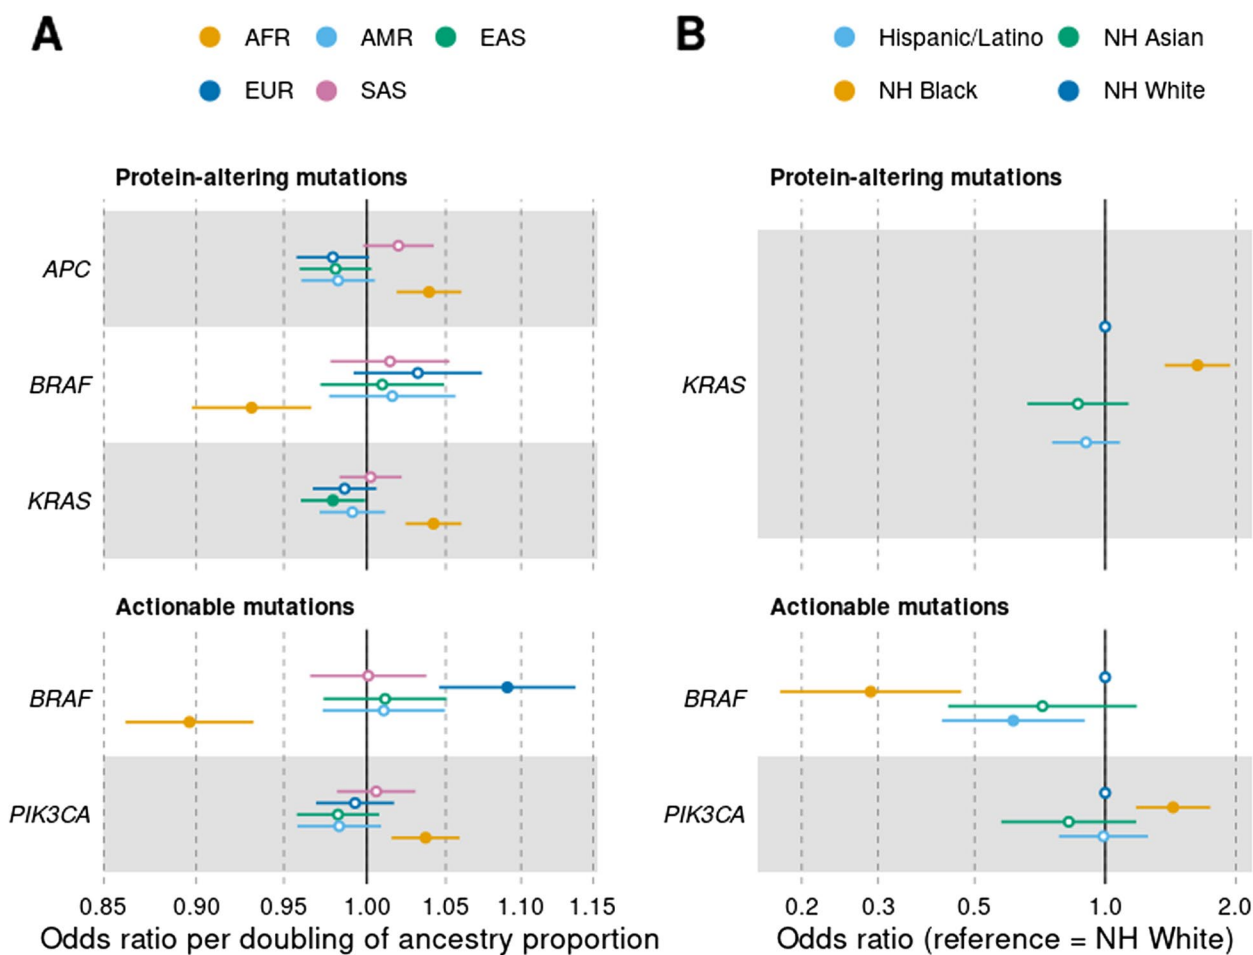 A
AFR AMR EAS
EUR SAS
Protein-altering mutations
APC
BRAF
KRAS
Actionable mutations
BRAF
PIK3CA
0.85 0.90 0.95 1.00 1.05 1.10 1.15
Odds ratio per doubling of ancestry proportion
B
Hispanic/Latino NH Asian
NH Black NH White
Protein-altering mutations
KRAS
Actionable mutations
BRAF
PIK3CA
0.2 0.3 0.5 1.0 2.0
Odds ratio (reference = NH White)